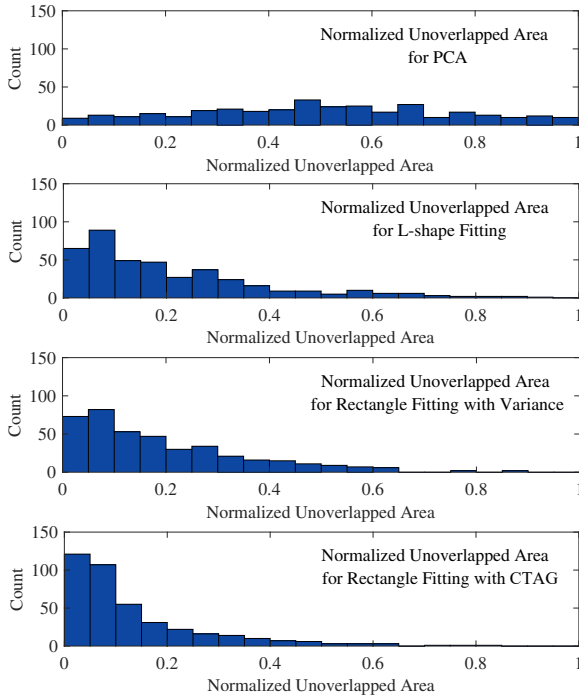 150
Normalized Unoverlapped Area
for PCA
100
Count
50
0
0 0.2 0.4 0.6 0.8 1
Normalized Unoverlapped Area
150
Normalized Unoverlapped Area
for L-shape Fitting
100
Count
50
0
0 0.2 0.4 0.6 0.8 1
Normalized Unoverlapped Area
150
Normalized Unoverlapped Area
for Rectangle Fitting with Variance
100
Count
50
0
0 0.2 0.4 0.6 0.8 1
Normalized Unoverlapped Area
150
Normalized Unoverlapped Area
for Rectangle Fitting with CTAG
100
Count
50
0
0 0.2 0.4 0.6 0.8 1
Normalized Unoverlapped Area